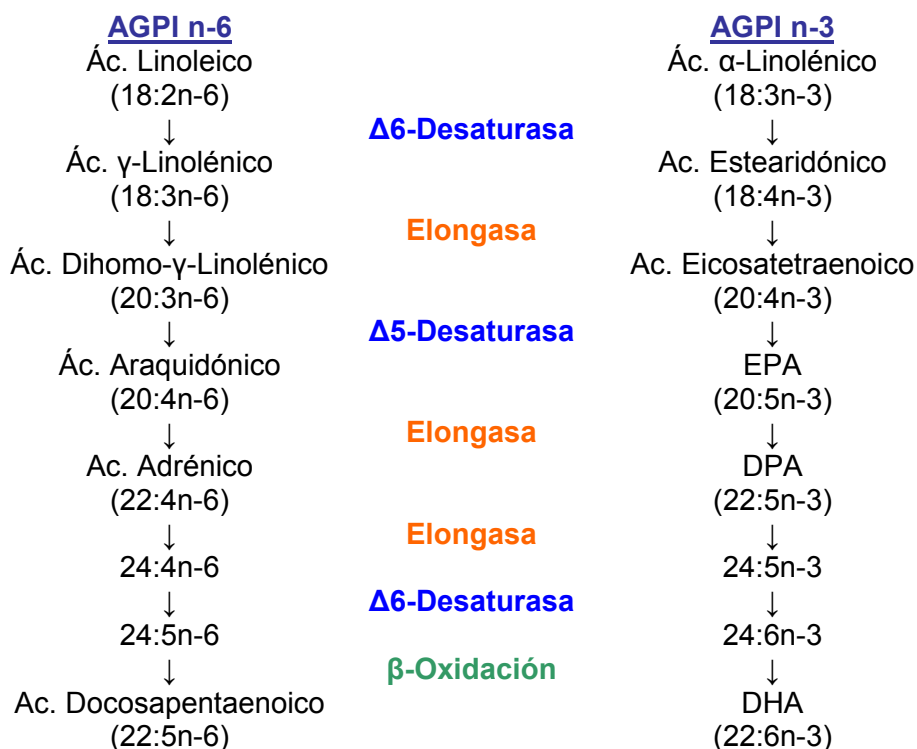 AGPI n-6 AGPI n-3
Ác. Linoleico Ác. α-Linolénico
(18:2n-6) (18:3n-3)
↓ Δ6-Desaturasa ↓
Ác. γ-Linolénico Ac. Estearidónico
(18:3n-6) (18:4n-3)
↓ Elongasa ↓
Ác. Dihomo-γ-Linolénico Ac. Eicosatetraenoico
(20:3n-6) (20:4n-3)
↓ Δ5-Desaturasa ↓
Ác. Araquidónico EPA
(20:4n-6) (20:5n-3)
↓ Elongasa ↓
Ac. Adrénico DPA
(22:4n-6) (22:5n-3)
↓ Elongasa ↓
24:4n-6 24:5n-3
↓ Δ6-Desaturasa ↓
24:5n-6 24:6n-3
↓ β-Oxidación ↓
Ac. Docosapentaenoico DHA
(22:5n-6) (22:6n-3)